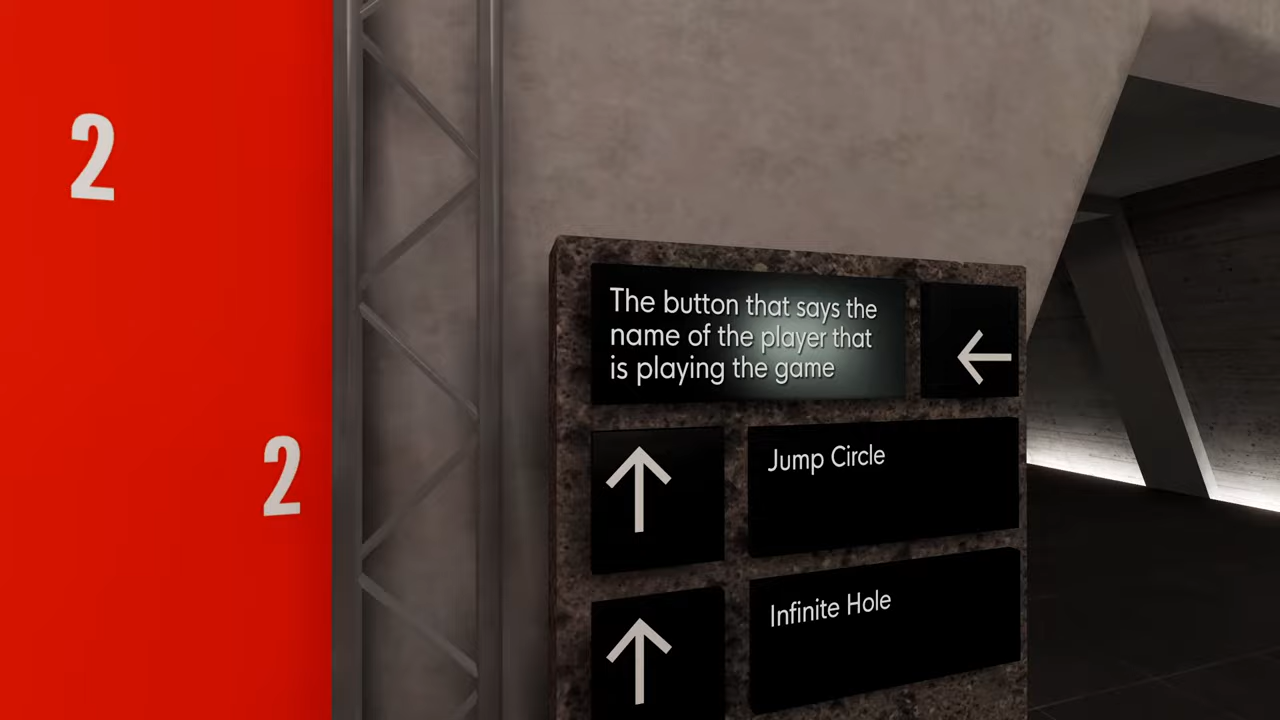 2
2
The button that says the
name of the player that
is playing the game
←
↑
Jump Circle
↑
Infinite Hole